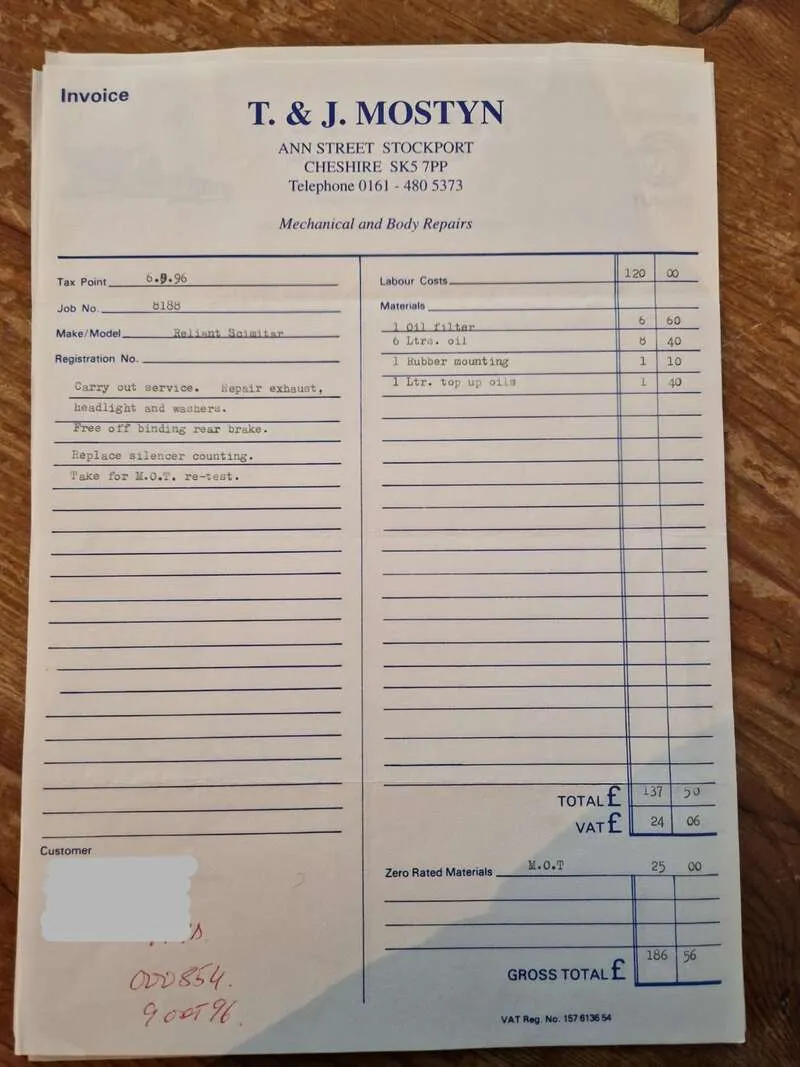 Invoice
T. & J. MOSTYN
ANN STREET STOCKPORT
CHESHIRE SK5 7PP
Telephone 0161 - 480 5373
Mechanical and Body Repairs
Tax Point 6.9.96
Job No. 8188
Make/Model Reliant Scimitar
Registration No.
Carry out service. Repair exhaust,
headlight and washers.
Free off binding rear brake.
Replace silencer counting.
Take for M.O.T. re-test.
Labour Costs 120 00
Materials
1 Oil filter 6 60
6 Ltrs. oil 8 40
1 Rubber mounting 1 10
1 Ltr. top up oils 1 40
TOTAL £ 137 50
VAT £ 24 06
Customer
Zero Rated Materials M.O.T 25 00
GROSS TOTAL £ 186 56
000854.
9 OCT 96.
VAT Reg. No. 157 6136 54